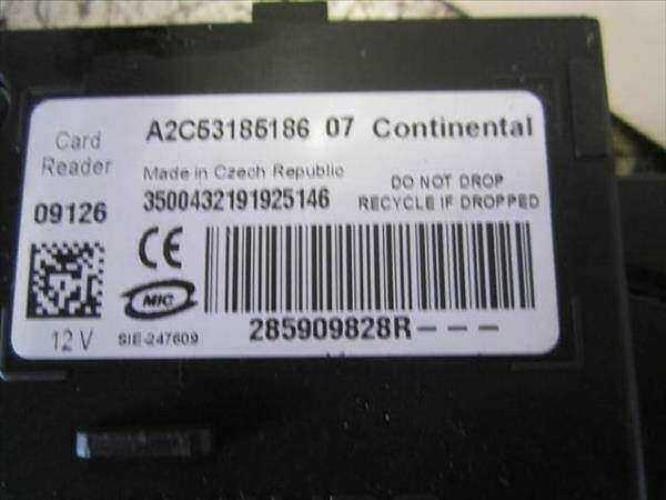 Card
Reader
A2C53185186 07 Continental
Made in Czech Republic
3500432191925146
DO NOT DROP
RECYCLE IF DROPPED
09126
CE
MIC
12 V
SIE-247609
285909828R---